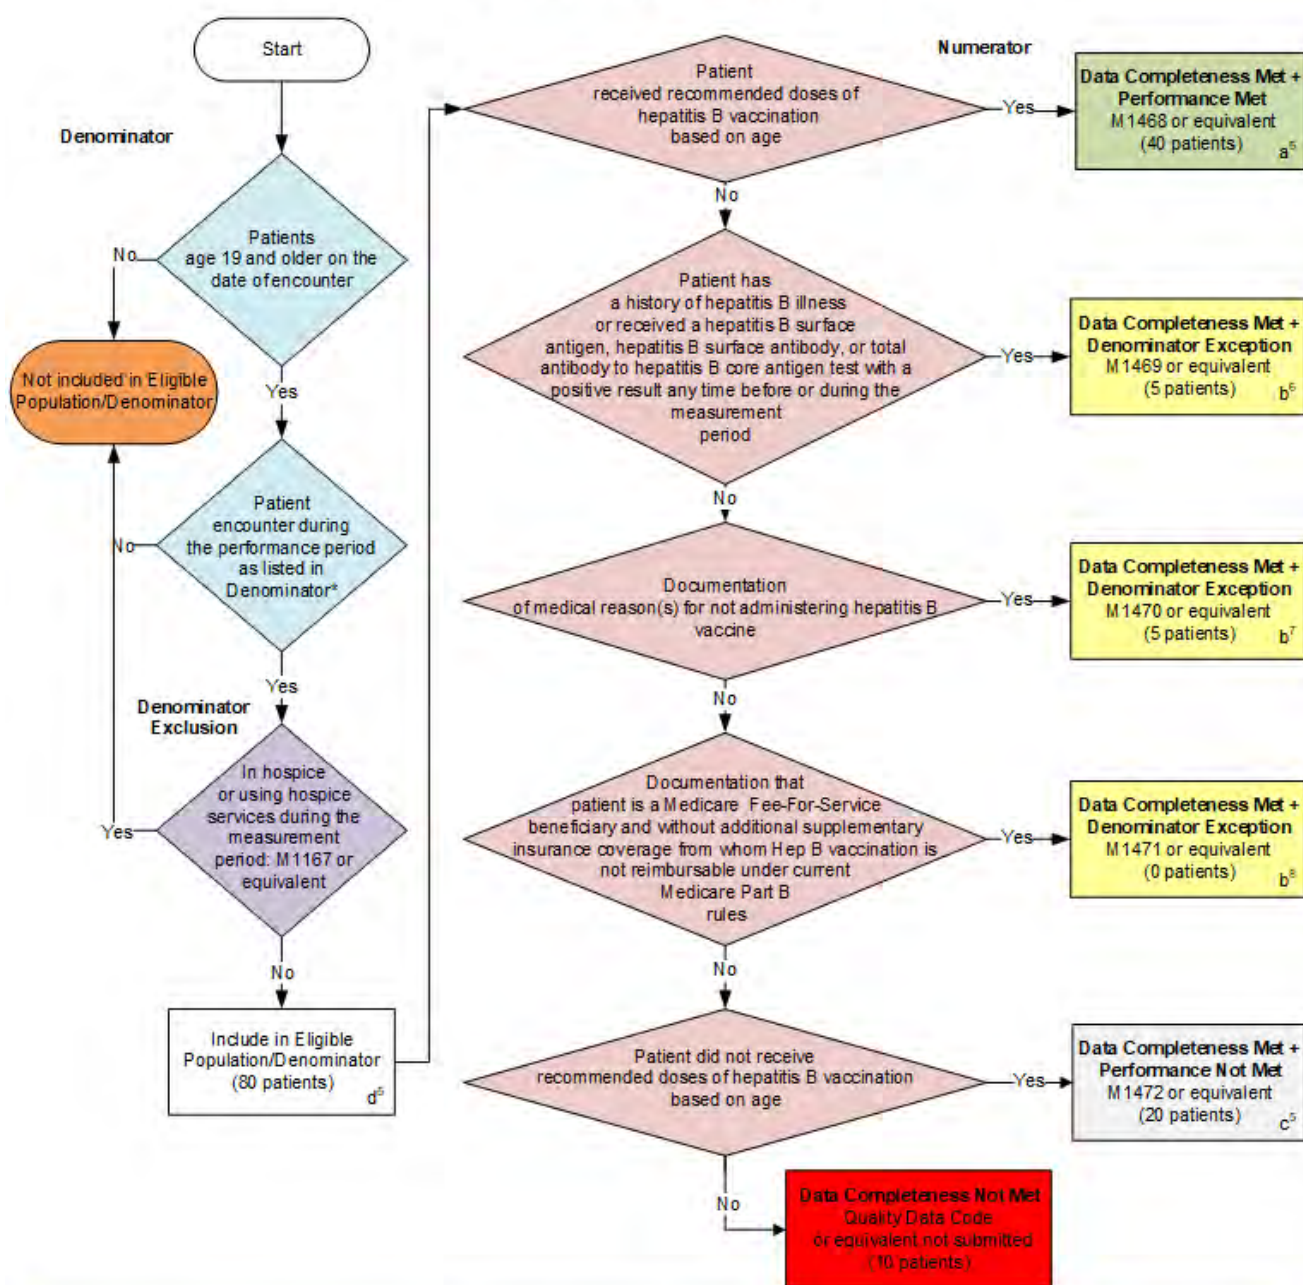 Start
Denominator
Patients
age 19 and older on the
date of encounter
No
Not included in Eligible
Population/Denominator
Yes
Patient
encounter during
the performance period
as listed in
Denominator*
No
Yes
Denominator
Exclusion
In hospice
or using hospice
services during the
measurement
period: M1167 or
equivalent
Yes
No
Include in Eligible
Population/Denominator
(80 patients)
d⁵
Numerator
Patient
received recommended doses of
hepatitis B vaccination
based on age
Yes
Data Completeness Met +
Performance Met
M1468 or equivalent
(40 patients)
a⁵
No
Patient has
a history of hepatitis B illness
or received a hepatitis B surface
antigen, hepatitis B surface antibody, or total
antibody to hepatitis B core antigen test with a
positive result any time before or during the
measurement
period
Yes
Data Completeness Met +
Denominator Exception
M1469 or equivalent
(5 patients)
b⁶
No
Documentation
of medical reason(s) for not administering hepatitis B
vaccine
Yes
Data Completeness Met +
Denominator Exception
M1470 or equivalent
(5 patients)
b⁷
No
Documentation that
patient is a Medicare Fee-For-Service
beneficiary and without additional supplementary
insurance coverage from whom Hep B vaccination is
not reimbursable under current
Medicare Part B
rules
Yes
Data Completeness Met +
Denominator Exception
M1471 or equivalent
(0 patients)
b⁸
No
Patient did not receive
recommended doses of hepatitis B vaccination
based on age
Yes
Data Completeness Met +
Performance Not Met
M1472 or equivalent
(20 patients)
c⁵
No
Data Completeness Not Met
Quality Data Code
or equivalent not submitted
(10 patients)